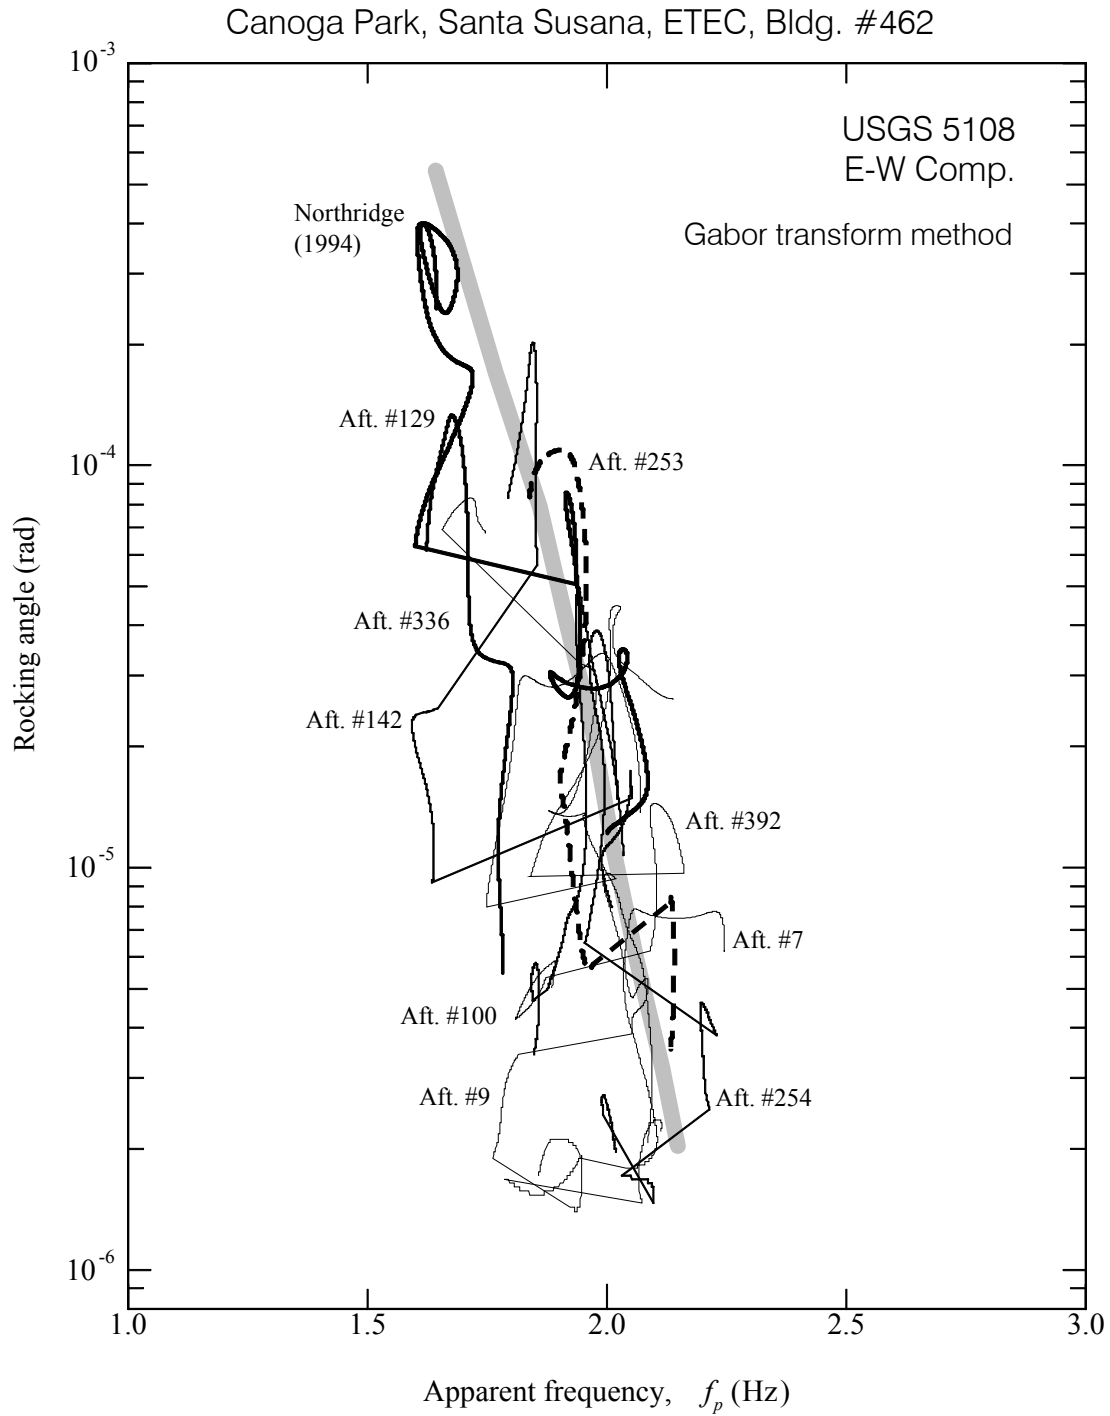 Canoga Park, Santa Susana, ETEC, Bldg. #462
10-3
USGS 5108
E-W Comp.
Gabor transform method
Northridge
(1994)
Aft. #129
10-4
Aft. #253
Aft. #336
Aft. #142
Aft. #392
10-5
Aft. #7
Aft. #100
Aft. #9
Aft. #254
10-6
Rocking angle (rad)
1.0 1.5 2.0 2.5 3.0
Apparent frequency, fp (Hz)